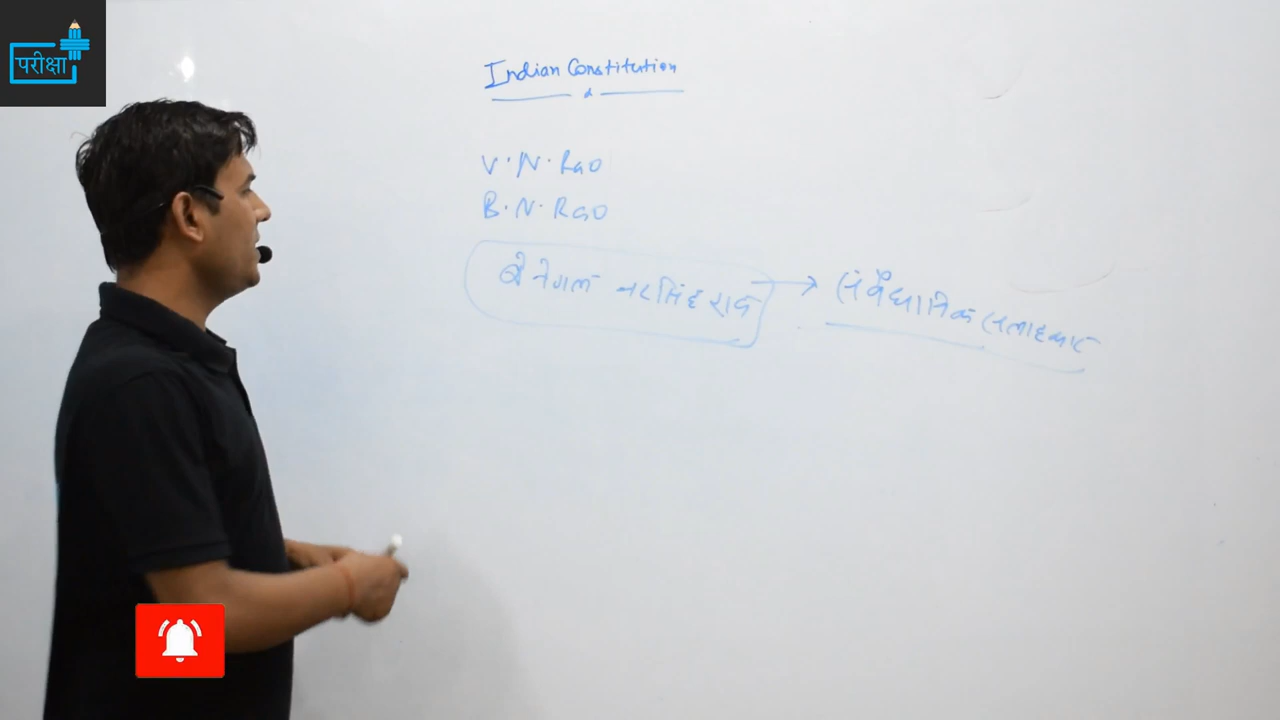 परीक्षा
Indian Constitution
V. N. Rao
B. N. Rao
बेनेगल नरसिंह राव → संवैधानिक सलाहकार